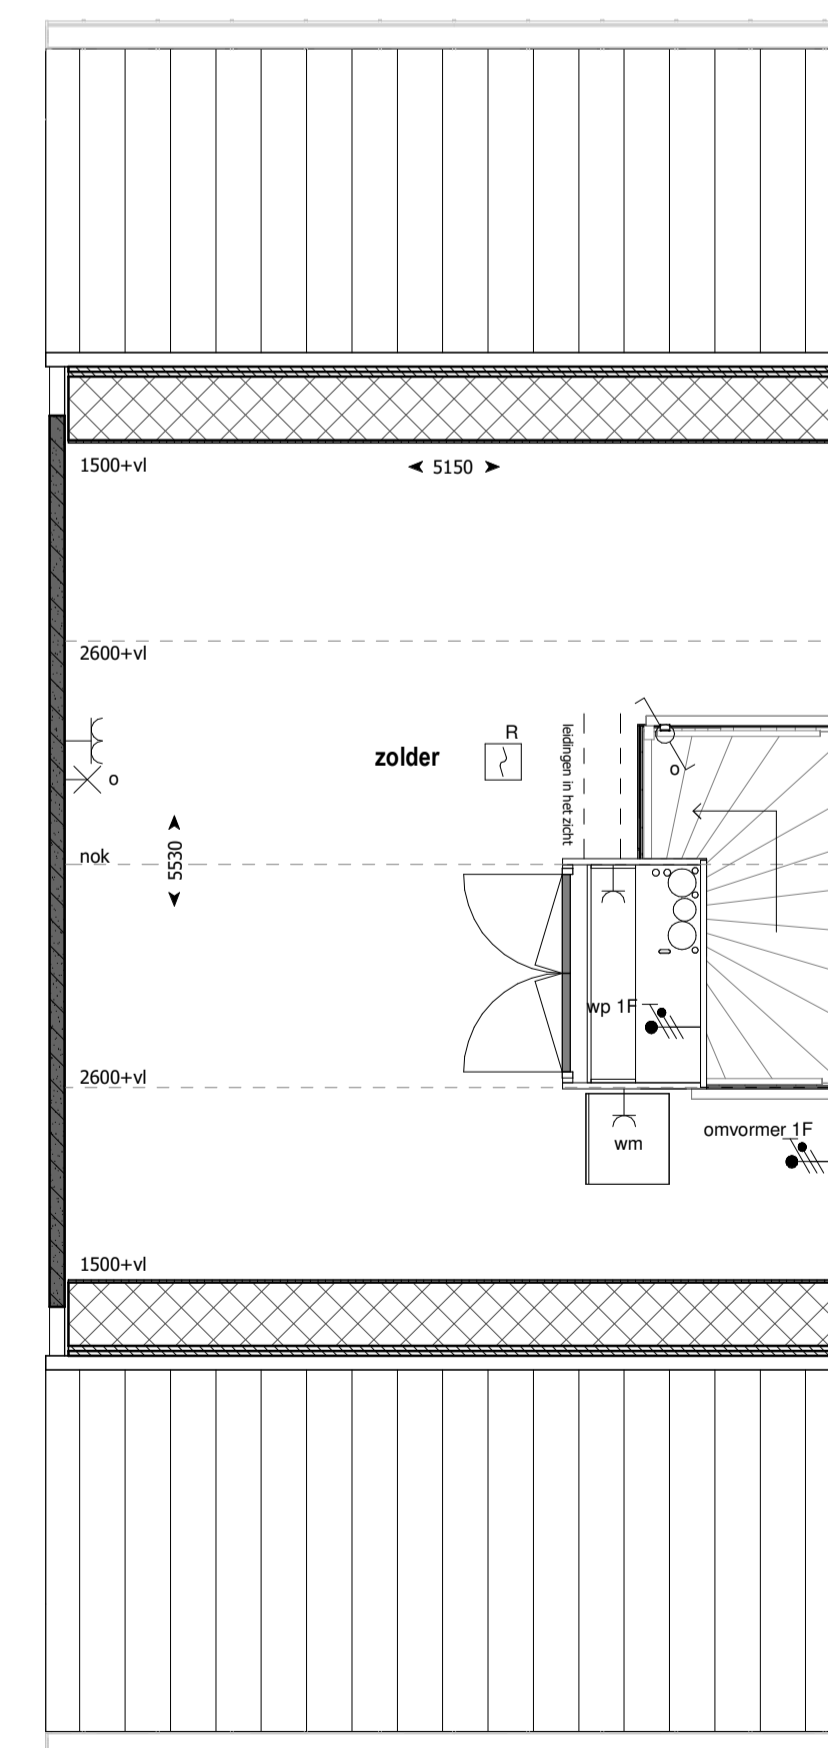 1500+vl
5150
2600+vl
R
zolder
leidingen in het zicht
o
o
nok
5530
wp 1F
2600+vl
omvormer 1F
wm
1500+vl